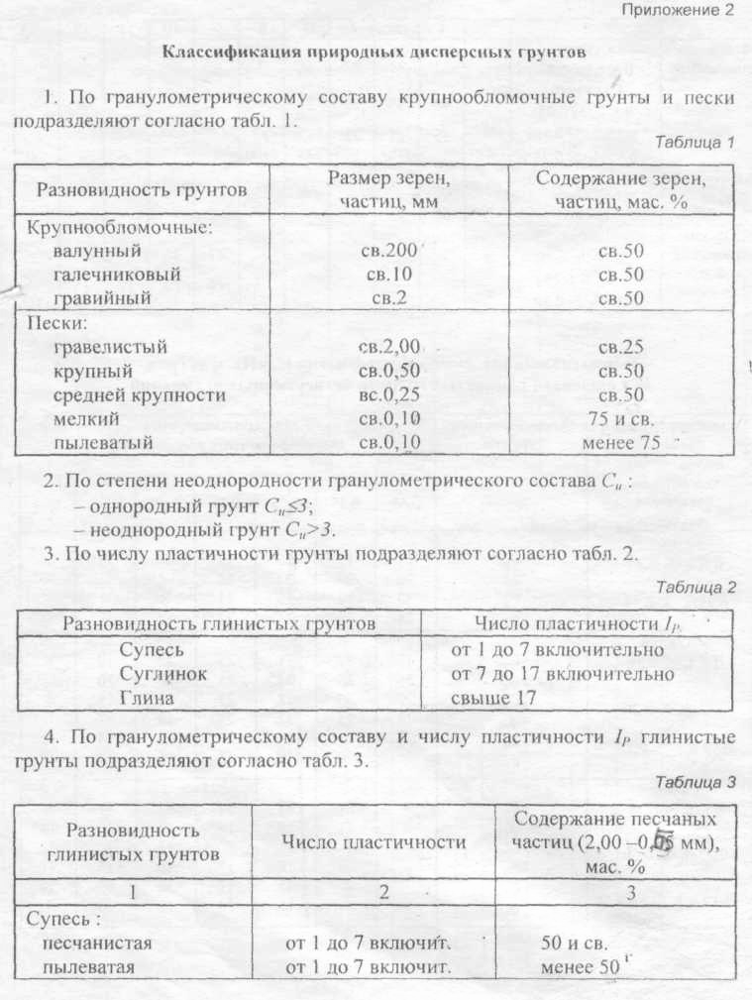 Приложение 2
Классификация природных дисперсных грунтов
1. По гранулометрическому составу крупнообломочные грунты и пески
подразделяют согласно табл. 1.
Таблица 1
Разновидность грунтов Размер зерен, частиц, мм Содержание зерен, частиц, мас. %
Крупнообломочные:
валунный св.200 св.50
галечниковый св.10 св.50
гравийный св.2 св.50
Пески:
гравелистый св.2,00 св.25
крупный св.0,50 св.50
средней крупности вс.0,25 св.50
мелкий св.0,10 75 и св.
пылеватый св.0,10 менее 75
2. По степени неоднородности гранулометрического состава Cu :
– однородный грунт Cu≤3;
– неоднородный грунт Cu>3.
3. По числу пластичности грунты подразделяют согласно табл. 2.
Таблица 2
Разновидность глинистых грунтов Число пластичности IP
Супесь от 1 до 7 включительно
Суглинок от 7 до 17 включительно
Глина свыше 17
4. По гранулометрическому составу и числу пластичности IP глинистые
грунты подразделяют согласно табл. 3.
Таблица 3
Разновидность глинистых грунтов Число пластичности Содержание песчаных частиц (2,00 – мм), мас. %
1 2 3
Супесь :
песчанистая от 1 до 7 включит. 50 и св.
пылеватая от 1 до 7 включит. менее 50